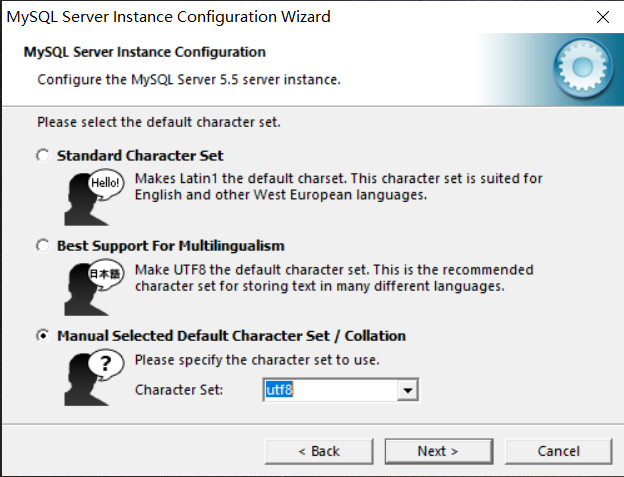 MySQL Server Instance Configuration Wizard
MySQL Server Instance Configuration
Configure the MySQL Server 5.5 server instance.
Please select the default character set.
Standard Character Set
Hello!
Makes Latin1 the default charset. This character set is suited for
English and other West European languages.
Best Support For Multilingualism
日本語
Make UTF8 the default character set. This is the recommended
character set for storing text in many different languages.
Manual Selected Default Character Set / Collation
?
Please specify the character set to use.
Character Set:
utf8
< Back
Next >
Cancel